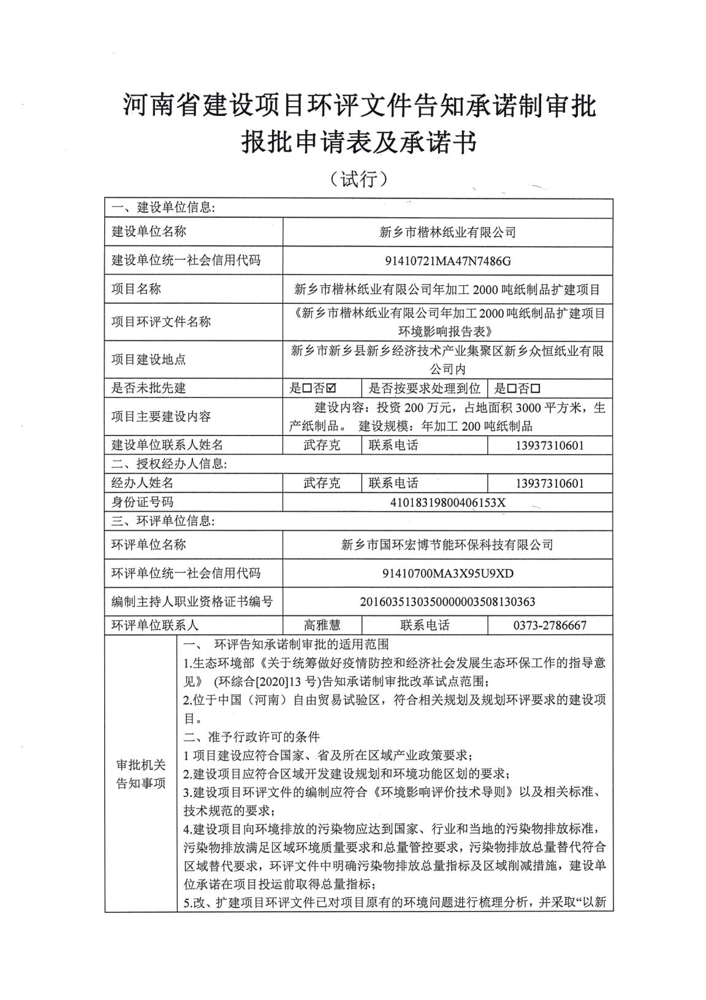 河南省建设项目环评文件告知承诺制审批
报批申请表及承诺书
（试行）
一、建设单位信息:
建设单位名称 新乡市楷林纸业有限公司
建设单位统一社会信用代码 91410721MA47N7486G
项目名称 新乡市楷林纸业有限公司年加工 2000 吨纸制品扩建项目
项目环评文件名称 《新乡市楷林纸业有限公司年加工 2000 吨纸制品扩建项目
环境影响报告表》
项目建设地点 新乡市新乡县新乡经济技术产业集聚区新乡众恒纸业有限
公司内
是否未批先建 是☐否☑ 是否按要求处理到位 是☐否☐
项目主要建设内容 建设内容：投资 200 万元，占地面积 3000 平方米，生
产纸制品。 建设规模：年加工 200 吨纸制品
建设单位联系人姓名 武存克 联系电话 13937310601
二、授权经办人信息:
经办人姓名 武存克 联系电话 13937310601
身份证号码 41018319800406153X
三、环评单位信息:
环评单位名称 新乡市国环宏博节能环保科技有限公司
环评单位统一社会信用代码 91410700MA3X95U9XD
编制主持人职业资格证书编号 2016035130350000003508130363
环评单位联系人 高雅慧 联系电话 0373-2786667
审批机关
告知事项
一、 环评告知承诺制审批的适用范围
1.生态环境部《关于统筹做好疫情防控和经济社会发展生态环保工作的指导意
见》 (环综合[2020]13 号)告知承诺制审批改革试点范围；
2.位于中国（河南）自由贸易试验区，符合相关规划及规划环评要求的建设项
目。
二、准予行政许可的条件
1 项目建设应符合国家、省及所在区域产业政策要求；
2.建设项目应符合区域开发建设规划和环境功能区划的要求；
3.建设项目环评文件的编制应符合《环境影响评价技术导则》以及相关标准、
技术规范的要求；
4.建设项目向环境排放的污染物应达到国家、行业和当地的污染物排放标准，
污染物排放满足区域环境质量要求和总量管控要求，污染物排放总量替代符合
区域替代要求，环评文件中明确污染物排放总量指标及区域削减措施，建设单
位承诺在项目投运前取得总量指标；
5.改、扩建项目环评文件已对项目原有的环境问题进行梳理分析，并采取“以新